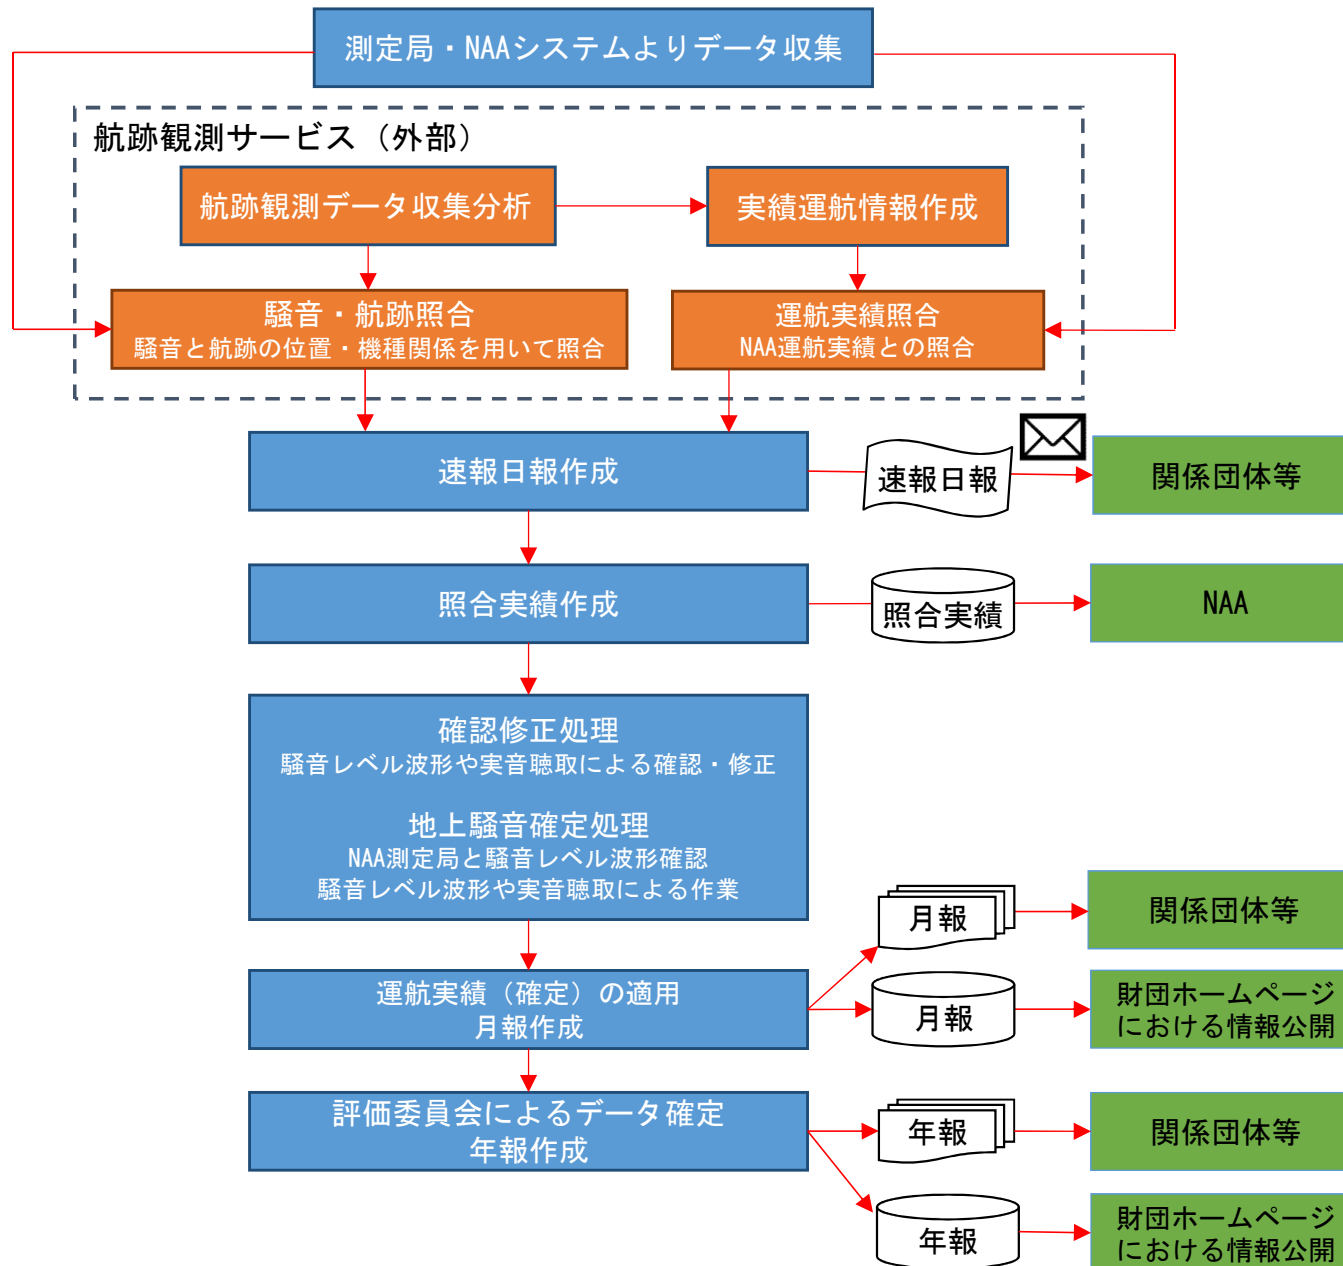 測定局・NAAシステムよりデータ収集
航跡観測サービス（外部）
航跡観測データ収集分析
実績運航情報作成
騒音・航跡照合
騒音と航跡の位置・機種関係を用いて照合
運航実績照合
NAA運航実績との照合
速報日報作成
速報日報
関係団体等
照合実績作成
照合実績
NAA
確認修正処理
騒音レベル波形や実音聴取による確認・修正
地上騒音確定処理
NAA測定局と騒音レベル波形確認
騒音レベル波形や実音聴取による作業
月報
関係団体等
運航実績（確定）の適用
月報作成
月報
財団ホームページ
における情報公開
評価委員会によるデータ確定
年報作成
年報
関係団体等
年報
財団ホームページ
における情報公開